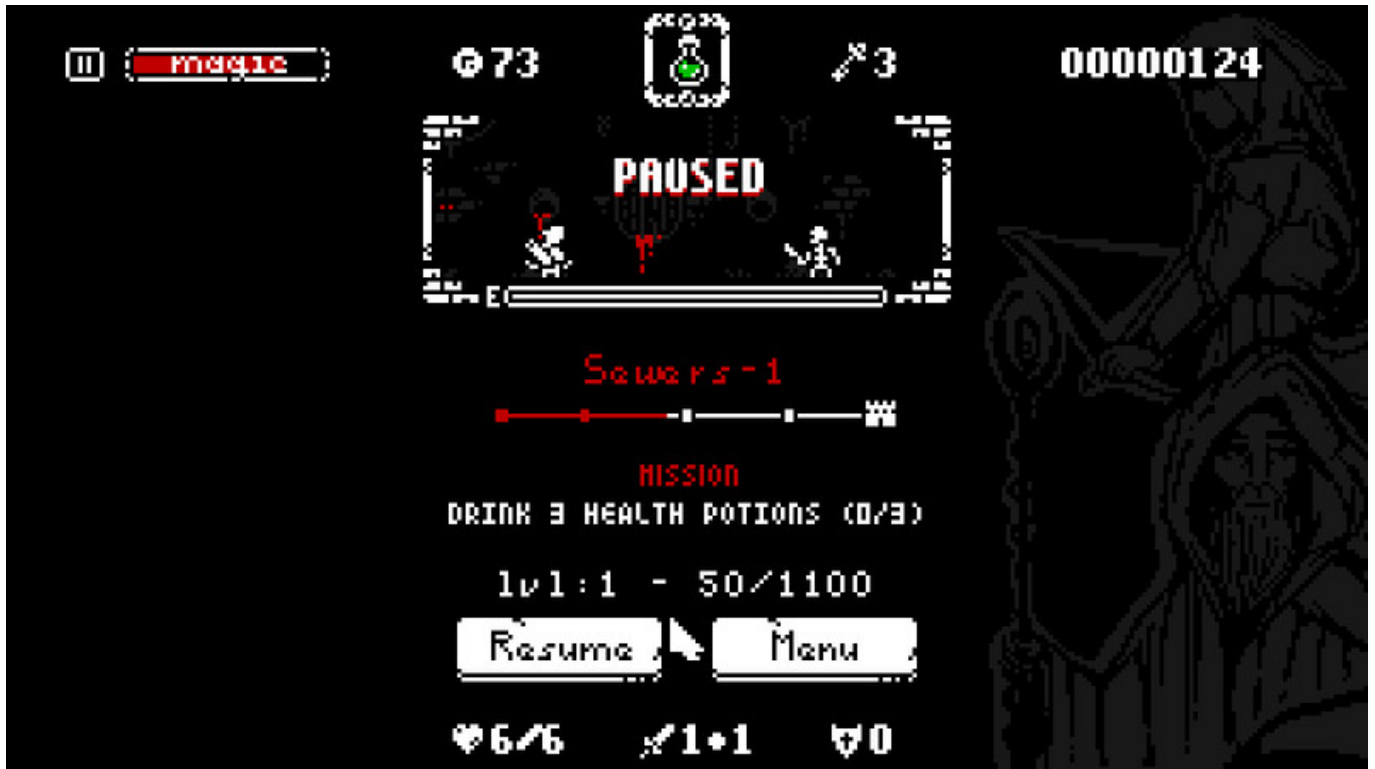 magic 73 3 00000124
PAUSED
E
Sewers-1
MISSION
DRINK 3 HEALTH POTIONS (0/3)
lvl:1 - 50/1100
Resume Menu
6/6 1•1 0